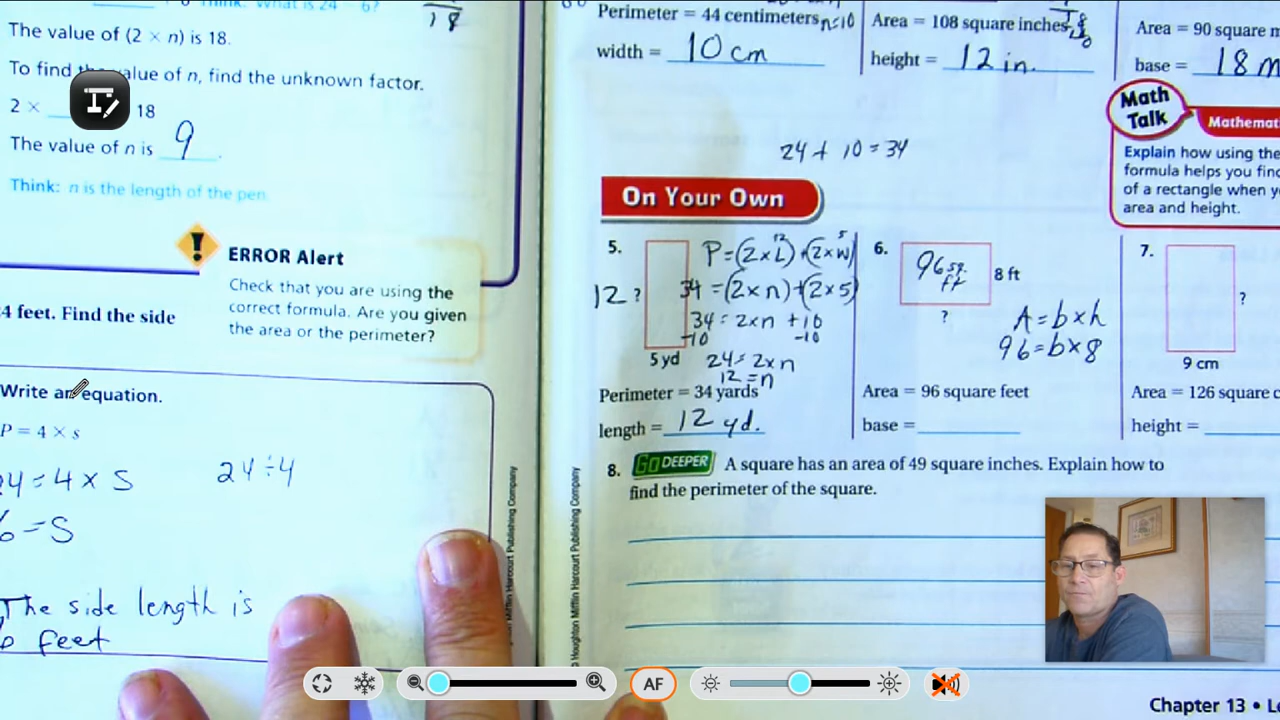 The value of (2 × n) is 18.
18
To find the value of n, find the unknown factor.
2 × 18
The value of n is 9.
Think: n is the length of the pen.
ERROR Alert
Check that you are using the
correct formula. Are you given
the area or the perimeter?
4 feet. Find the side
Write an equation.
P = 4 × s
24 = 4 × S
24 ÷ 4
6 = S
The side length is
6 feet
Houghton Mifflin Harcourt Publishing Company
Perimeter = 44 centimeters n=10
width = 10 cm
Area = 108 square inches
height = 12 in.
Area = 90 square m
base = 18 m
Math
Talk
Mathemat
Explain how using the
formula helps you find
of a rectangle when y
area and height.
24 + 10 = 34
On Your Own
5.
P = (2 × L) + (2 × W)
12 5
34 = (2 × n) + (2 × 5)
12 ?
34 = 2 × n + 10
-10 -10
24 = 2 × n
12 = n
5 yd
Perimeter = 34 yards
length = 12 yd.
6.
96 sq.
ft
8 ft
?
A = b × h
96 = b × 8
Area = 96 square feet
base =
7.
?
9 cm
Area = 126 square c
height =
8. GO DEEPER A square has an area of 49 square inches. Explain how to
find the perimeter of the square.
AF
Chapter 13 • L